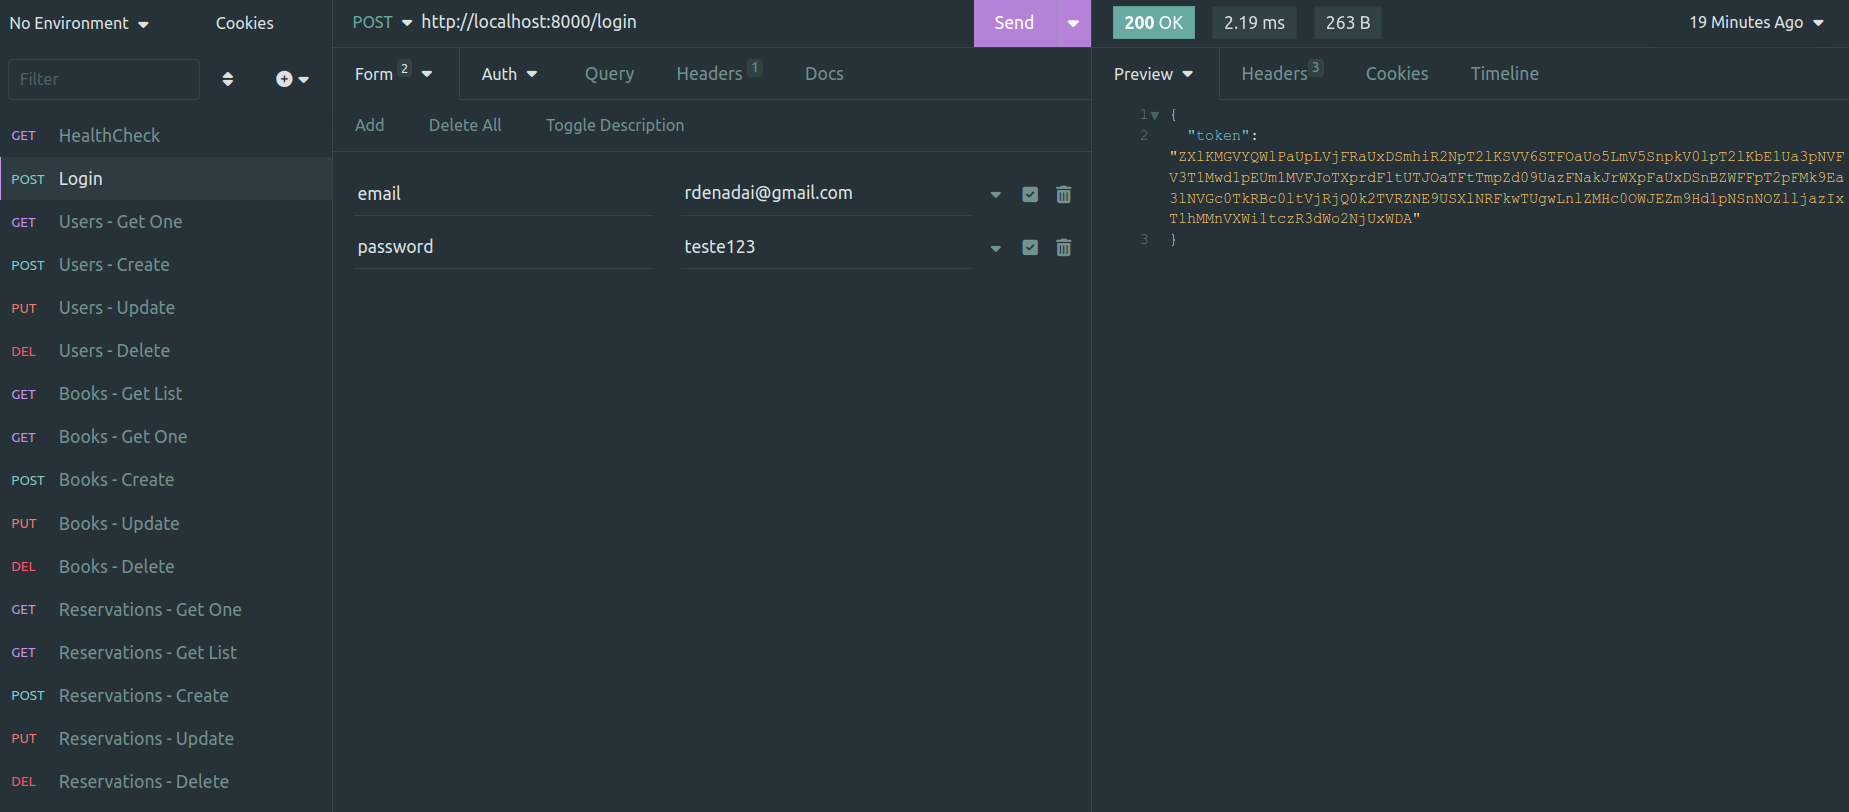 No Environment
Cookies
Filter
GET HealthCheck
POST Login
GET Users - Get One
POST Users - Create
PUT Users - Update
DEL Users - Delete
GET Books - Get List
GET Books - Get One
POST Books - Create
PUT Books - Update
DEL Books - Delete
GET Reservations - Get One
GET Reservations - Get List
POST Reservations - Create
PUT Reservations - Update
DEL Reservations - Delete
POST http://localhost:8000/login
Send
Form 2 Auth Query Headers 1 Docs
Add Delete All Toggle Description
email rdenadai@gmail.com
password teste123
200 OK 2.19 ms 263 B 19 Minutes Ago
Preview Headers 3 Cookies Timeline
1 {
2 "token":
3 }